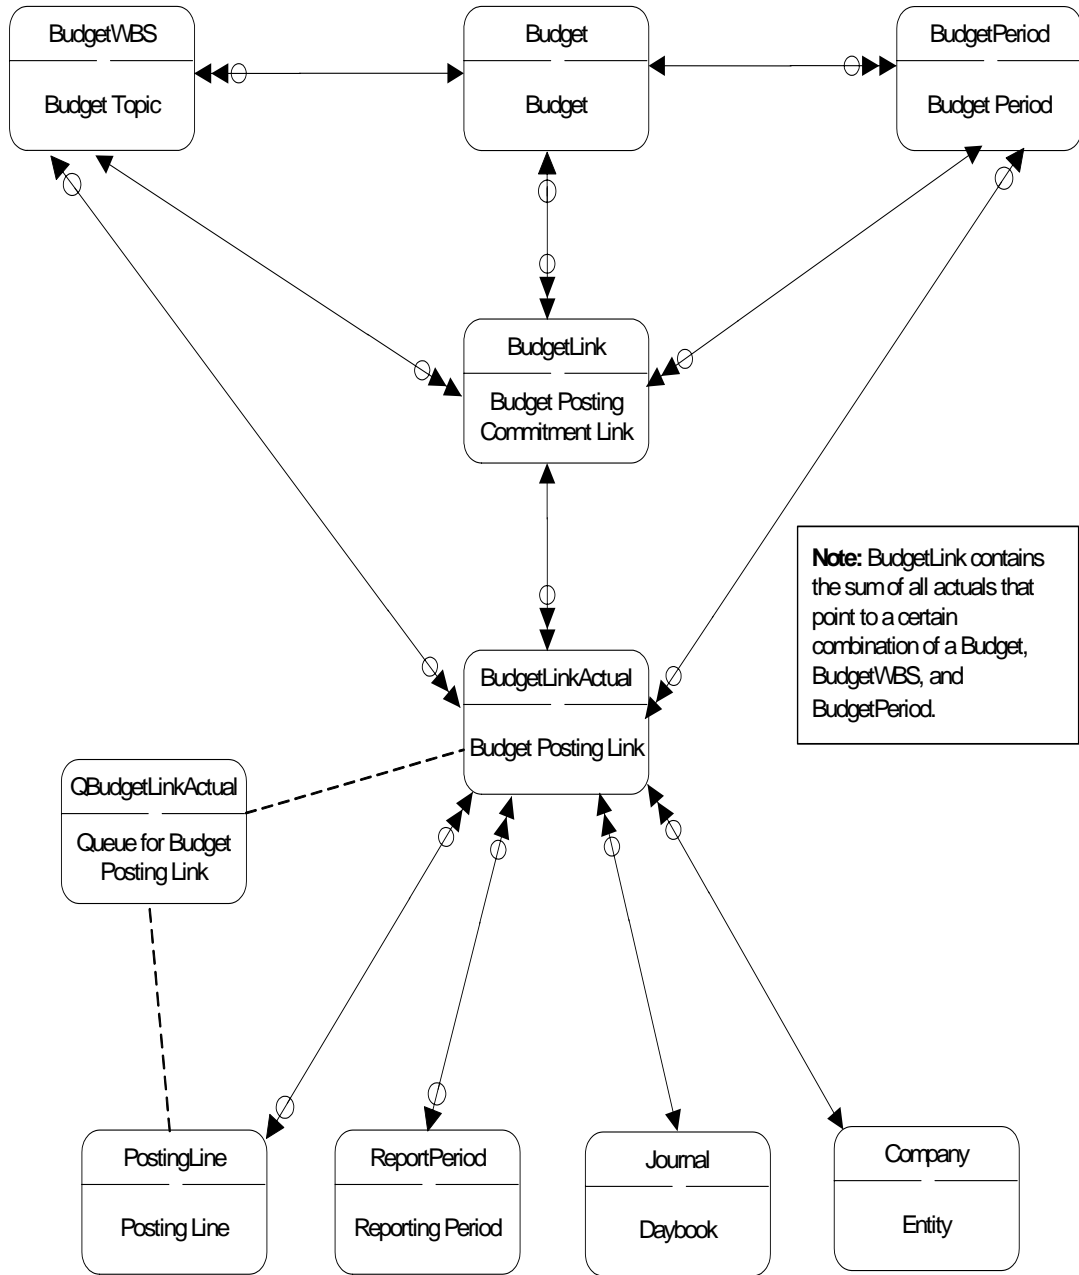 BudgetWBS
Budget Topic
Budget
Budget
BudgetPeriod
Budget Period
BudgetLink
Budget Posting
Commitment Link
Note: BudgetLink contains
the sum of all actuals that
point to a certain
combination of a Budget,
BudgetWBS, and
BudgetPeriod.
BudgetLinkActual
Budget Posting Link
QBudgetLinkActual
Queue for Budget
Posting Link
PostingLine
Posting Line
ReportPeriod
Reporting Period
Journal
Daybook
Company
Entity